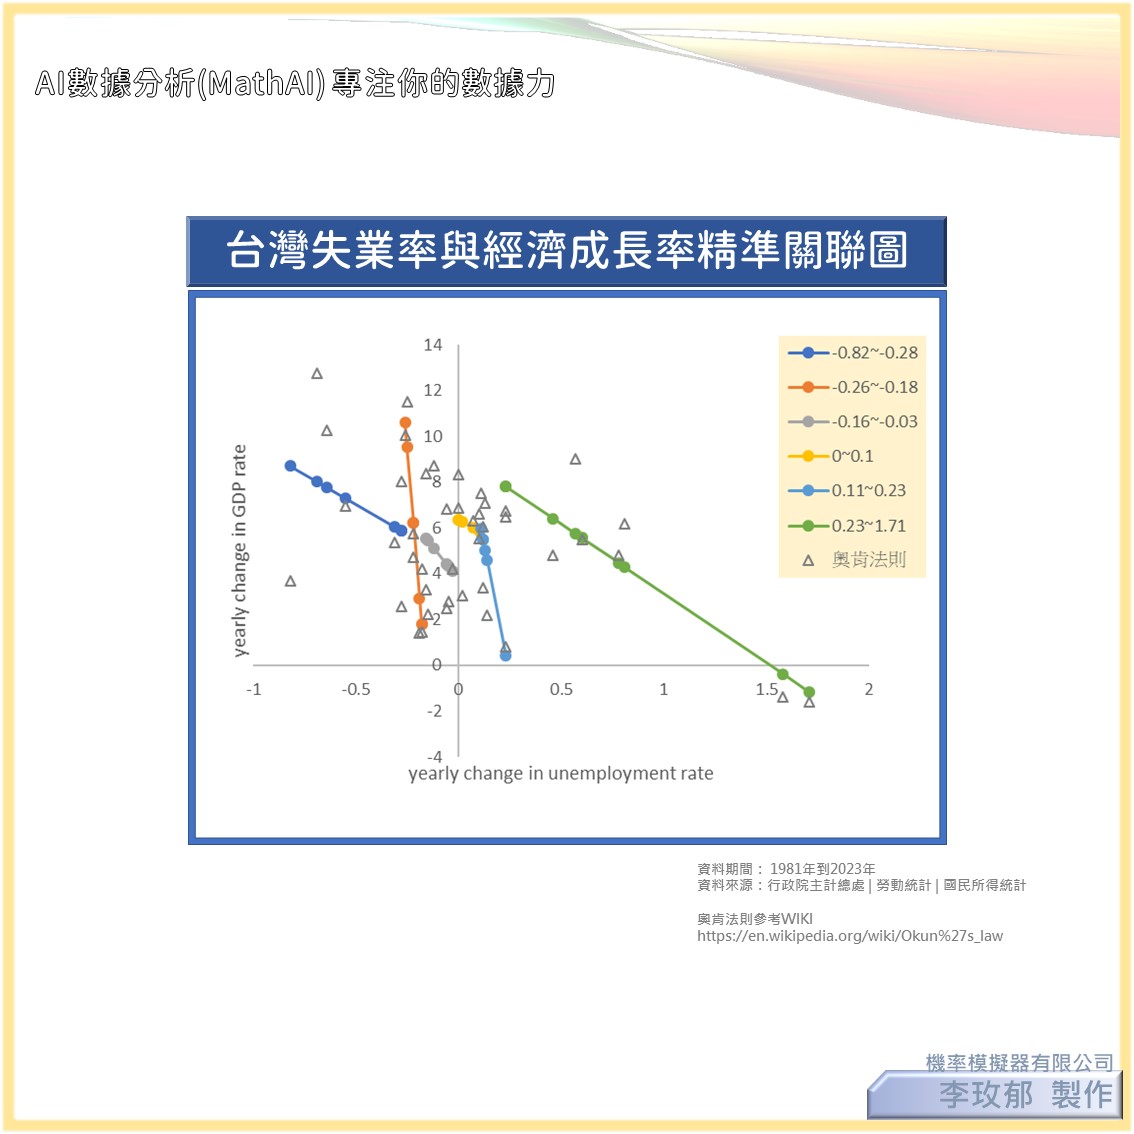 AI數據分析(MathAI) 專注你的數據力
台灣失業率與經濟成長率精準關聯圖
yearly change in GDP rate
14
12
10
8
6
4
2
0
-2
-4
-1
-0.5
0
0.5
1
1.5
2
yearly change in unemployment rate
-0.82~-0.28
-0.26~-0.18
-0.16~-0.03
0~0.1
0.11~0.23
0.23~1.71
奧肯法則
資料期間： 1981年到2023年
資料來源：行政院主計總處 | 勞動統計 | 國民所得統計
奧肯法則參考WIKI
https://en.wikipedia.org/wiki/Okun%27s_law
機率模擬器有限公司
李玫郁 製作